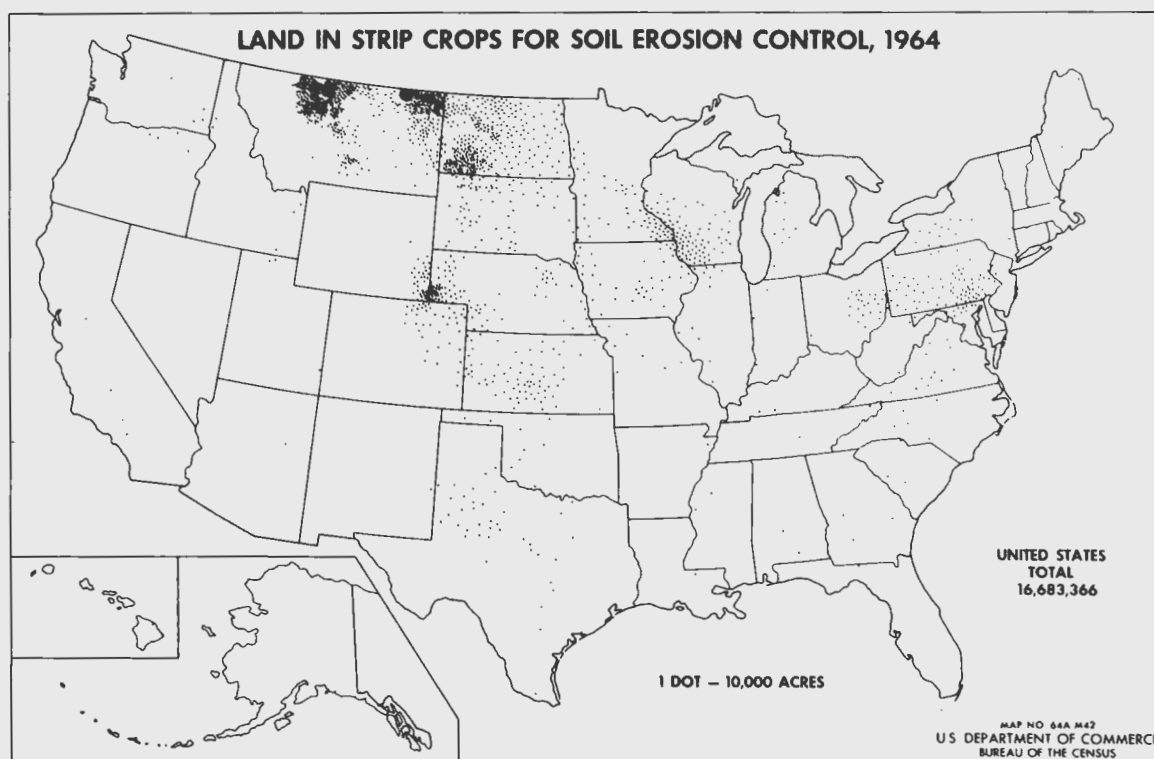 LAND IN STRIP CROPS FOR SOIL EROSION CONTROL, 1964
UNITED STATES
TOTAL
16,683,366
1 DOT – 10,000 ACRES
MAP NO 64A M42
U S DEPARTMENT OF COMMERC
BUREAU OF THE CENSUS